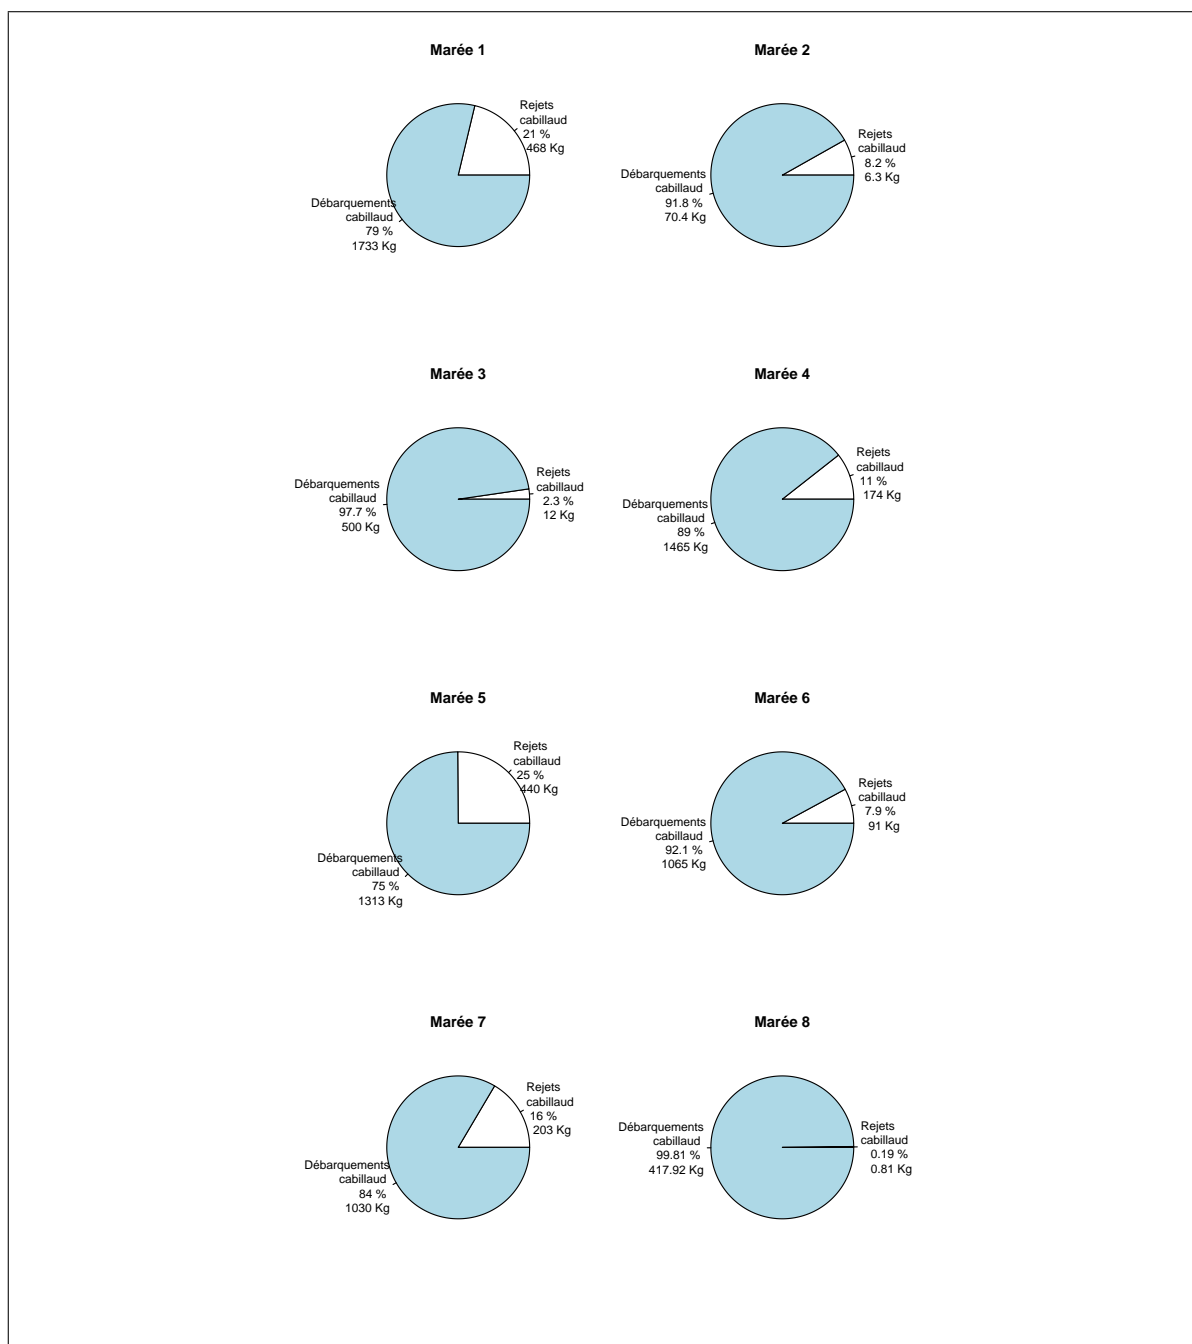 Marée 1
Rejets
cabillaud
21 %
468 Kg
Débarquements
cabillaud
79 %
1733 Kg
Marée 2
Rejets
cabillaud
8.2 %
6.3 Kg
Débarquements
cabillaud
91.8 %
70.4 Kg
Marée 3
Rejets
cabillaud
2.3 %
12 Kg
Débarquements
cabillaud
97.7 %
500 Kg
Marée 4
Rejets
cabillaud
11 %
174 Kg
Débarquements
cabillaud
89 %
1465 Kg
Marée 5
Rejets
cabillaud
25 %
440 Kg
Débarquements
cabillaud
75 %
1313 Kg
Marée 6
Rejets
cabillaud
7.9 %
91 Kg
Débarquements
cabillaud
92.1 %
1065 Kg
Marée 7
Rejets
cabillaud
16 %
203 Kg
Débarquements
cabillaud
84 %
1030 Kg
Marée 8
Rejets
cabillaud
0.19 %
0.81 Kg
Débarquements
cabillaud
99.81 %
417.92 Kg